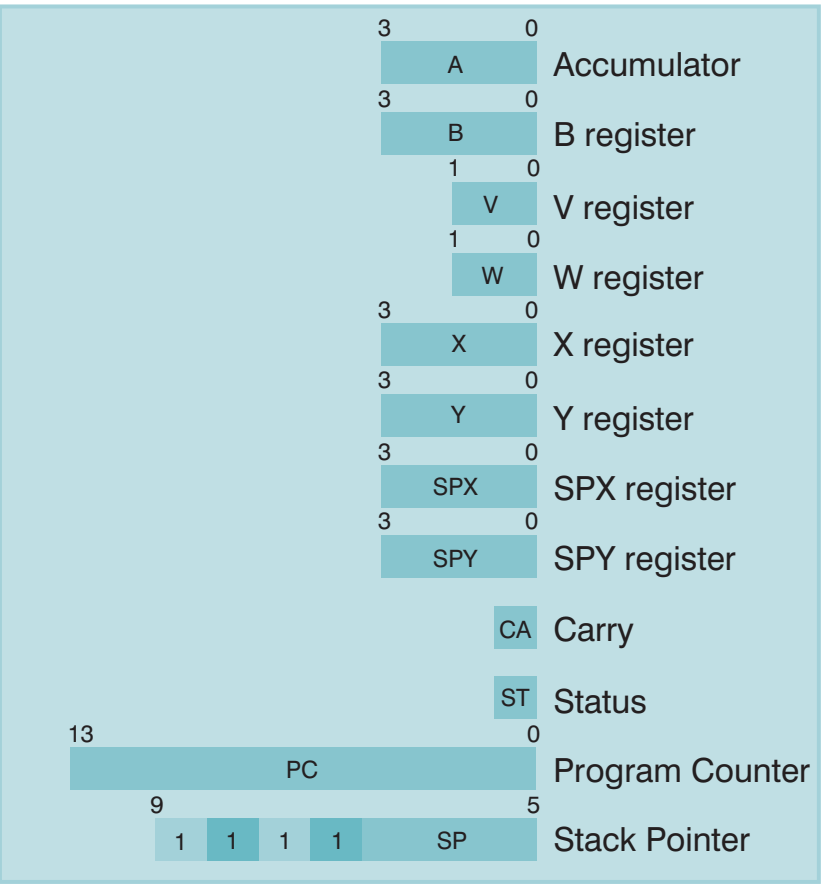 3 0
A Accumulator
3 0
B B register
1 0
V V register
1 0
W W register
3 0
X X register
3 0
Y Y register
3 0
SPX SPX register
3 0
SPY SPY register
CA Carry
ST Status
13 0
PC Program Counter
9 5
1 1 1 1 SP Stack Pointer